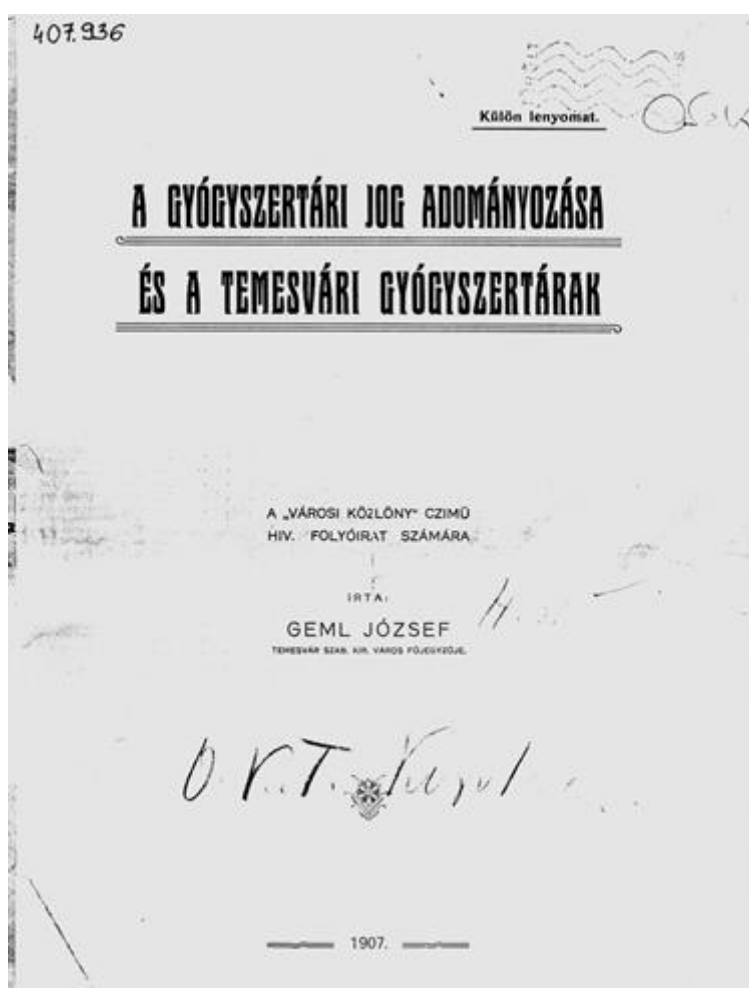 407.936
Külön lenyomat.
A GYÓGYSZERTÁRI JOG ADOMÁNYOZÁSA
ÉS A TEMESVÁRI GYÓGYSZERTÁRAK
A „VÁROSI KÖZLÖNY“ CZIMŰ
HIV. FOLYÓIRAT SZÁMÁRA
IRTA:
GEML JÓZSEF
TEMESVÁR SZAB. KIR. VÁROS FŐJEGYZŐJE.
1907.